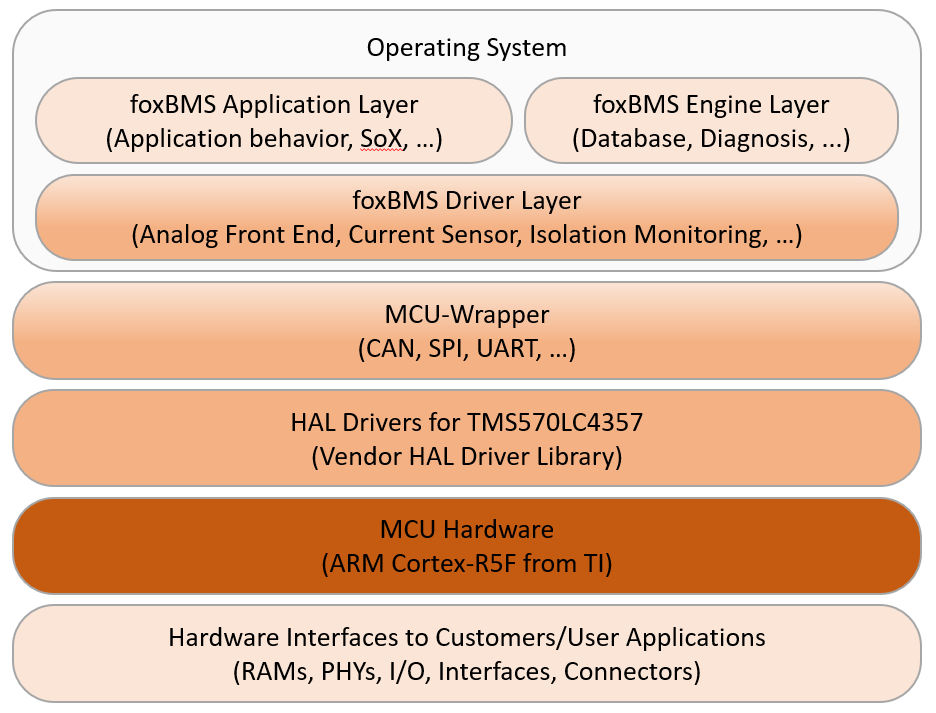 Operating System
foxBMS Application Layer
(Application behavior, SoX, …)
foxBMS Engine Layer
(Database, Diagnosis, ...)
foxBMS Driver Layer
(Analog Front End, Current Sensor, Isolation Monitoring, …)
MCU-Wrapper
(CAN, SPI, UART, …)
HAL Drivers for TMS570LC4357
(Vendor HAL Driver Library)
MCU Hardware
(ARM Cortex-R5F from TI)
Hardware Interfaces to Customers/User Applications
(RAMs, PHYs, I/O, Interfaces, Connectors)